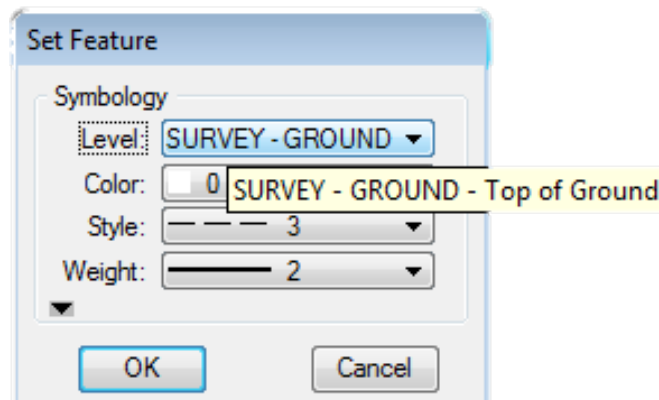 Set Feature
Symbology
Level: SURVEY - GROUND
Color: 0
SURVEY - GROUND - Top of Ground
Style: 3
Weight: 2
OK Cancel